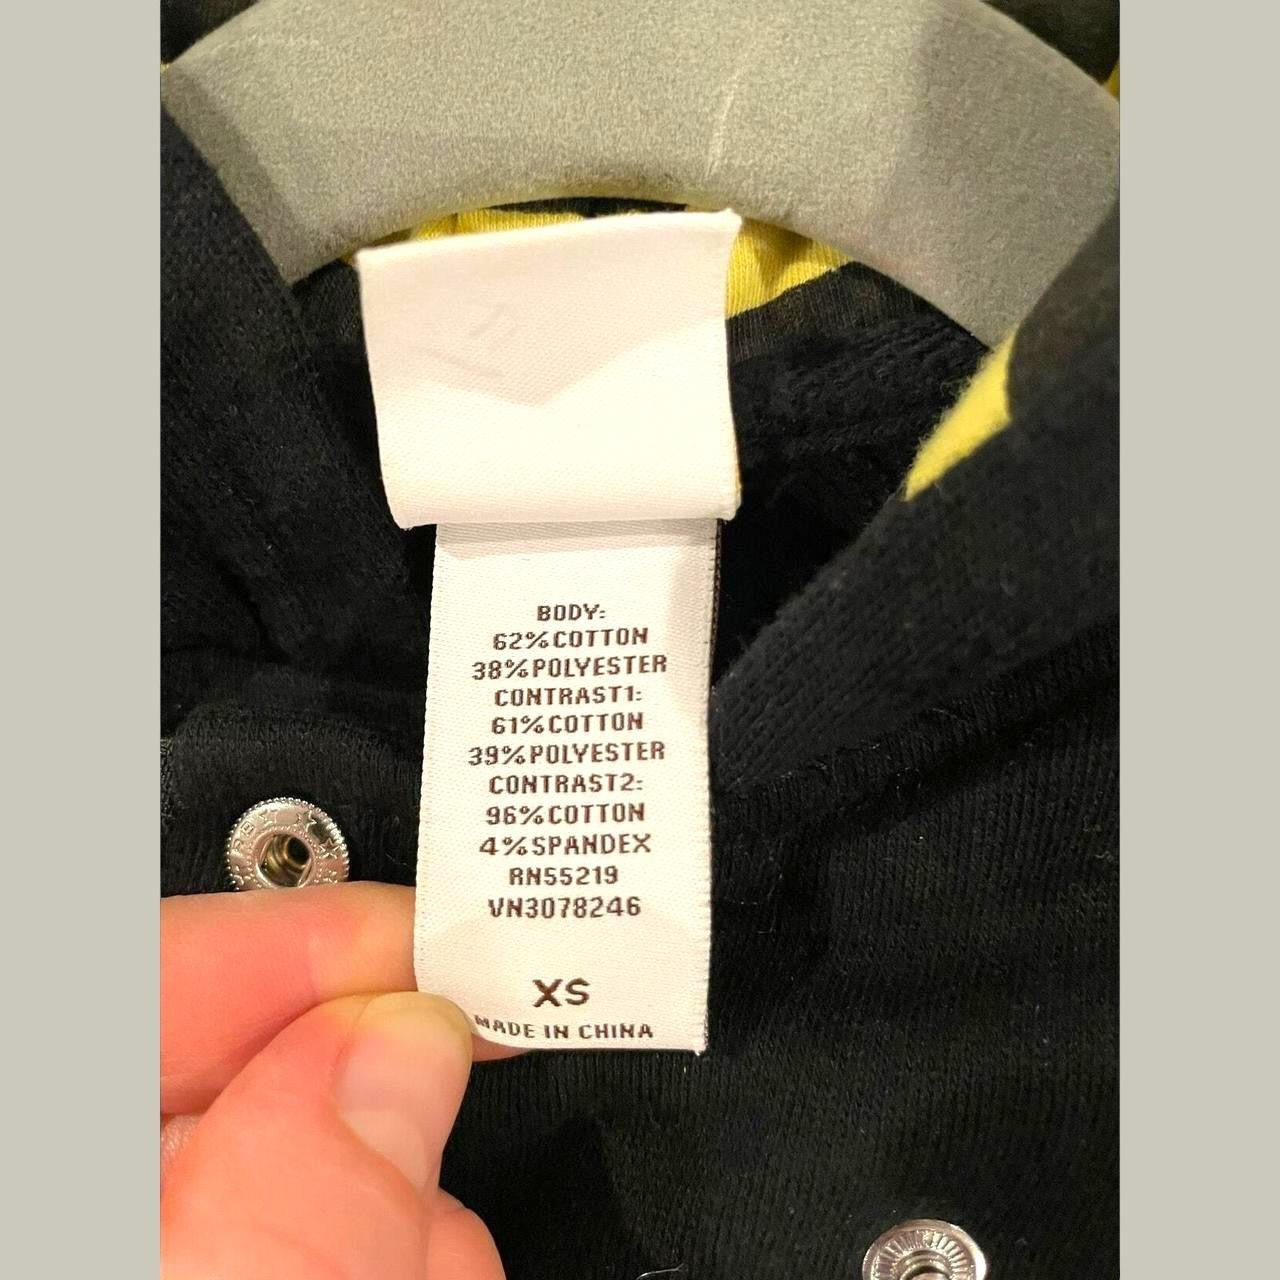 BODY:
62%COTTON
38%POLYESTER
CONTRAST1:
61%COTTON
39%POLYESTER
CONTRAST2:
96%COTTON
4%SPANDEX
RN55219
VN3078246
XS
MADE IN CHINA